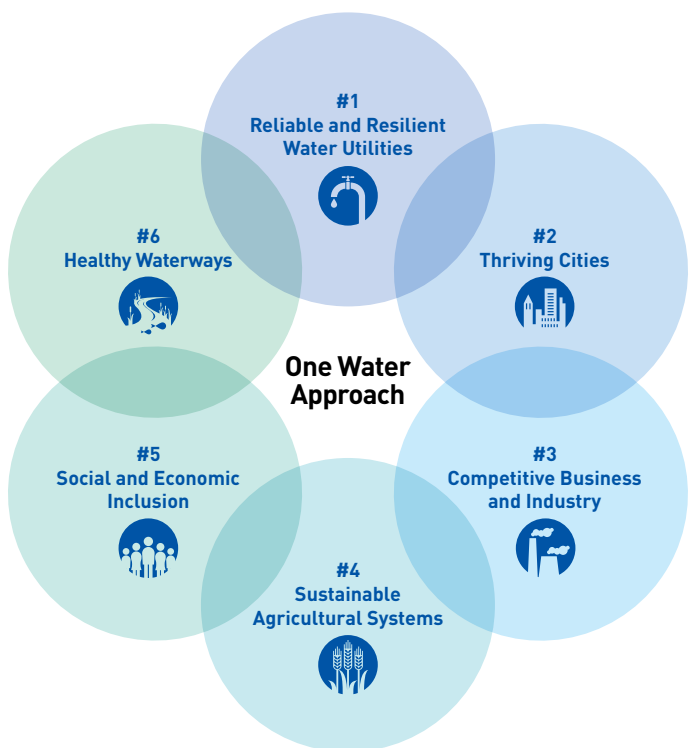 #1
Reliable and Resilient
Water Utilities
#2
Thriving Cities
#3
Competitive Business
and Industry
#4
Sustainable
Agricultural Systems
#5
Social and Economic
Inclusion
#6
Healthy Waterways
One Water
Approach